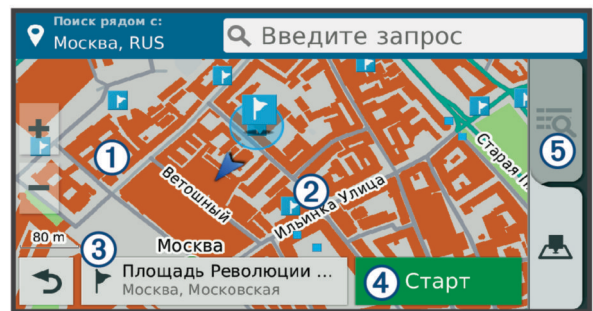 Поиск рядом с:
Москва, RUS
Введите запрос
1
5
Старая П
Ветошный
2
Ильинка Улица
80 m
3
Москва
Площадь Революции ...
Москва, Московская
4
Старт